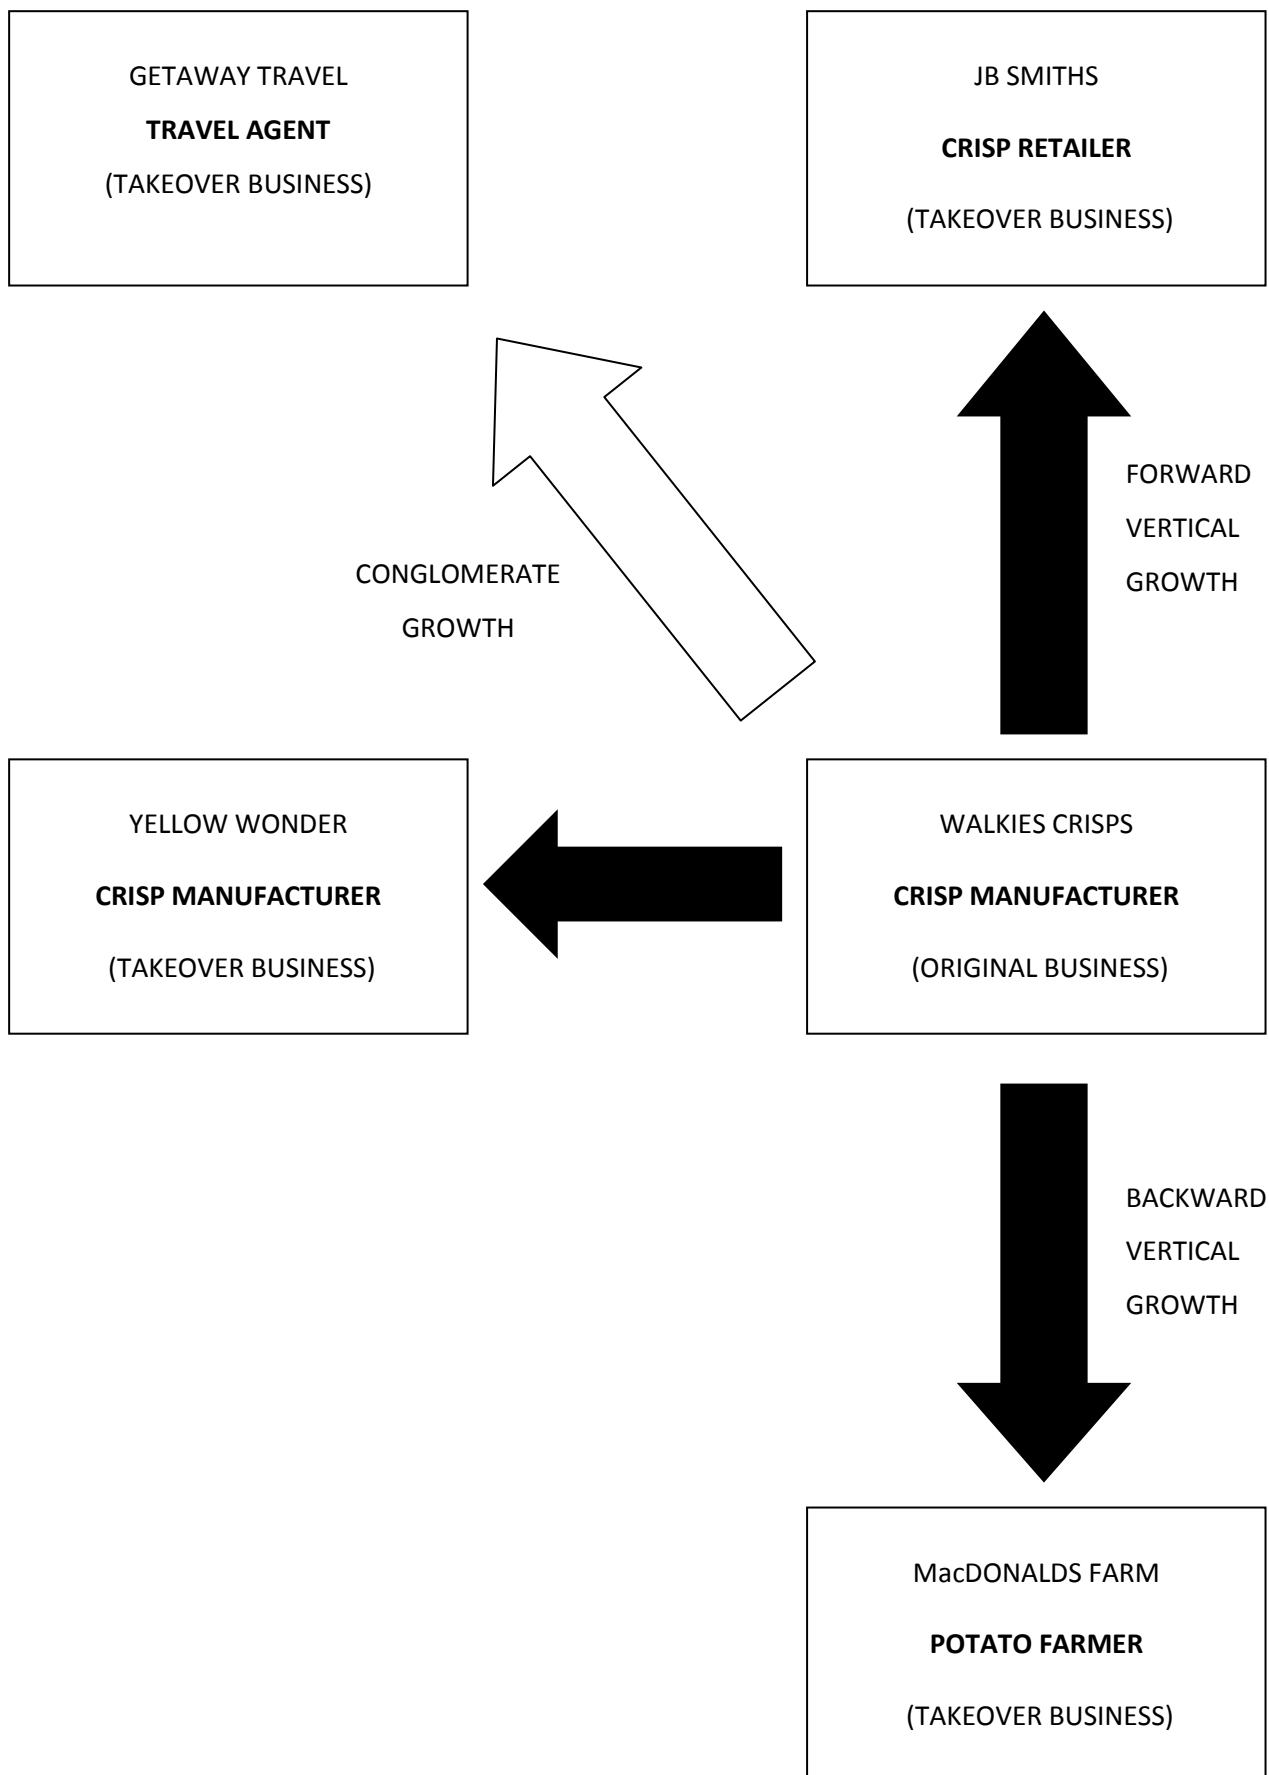 GETAWAY TRAVEL
TRAVEL AGENT
(TAKEOVER BUSINESS)
JB SMITHS
CRISP RETAILER
(TAKEOVER BUSINESS)
FORWARD
VERTICAL
GROWTH
CONGLOMERATE
GROWTH
YELLOW WONDER
CRISP MANUFACTURER
(TAKEOVER BUSINESS)
WALKIES CRISPS
CRISP MANUFACTURER
(ORIGINAL BUSINESS)
BACKWARD
VERTICAL
GROWTH
MacDONALDS FARM
POTATO FARMER
(TAKEOVER BUSINESS)